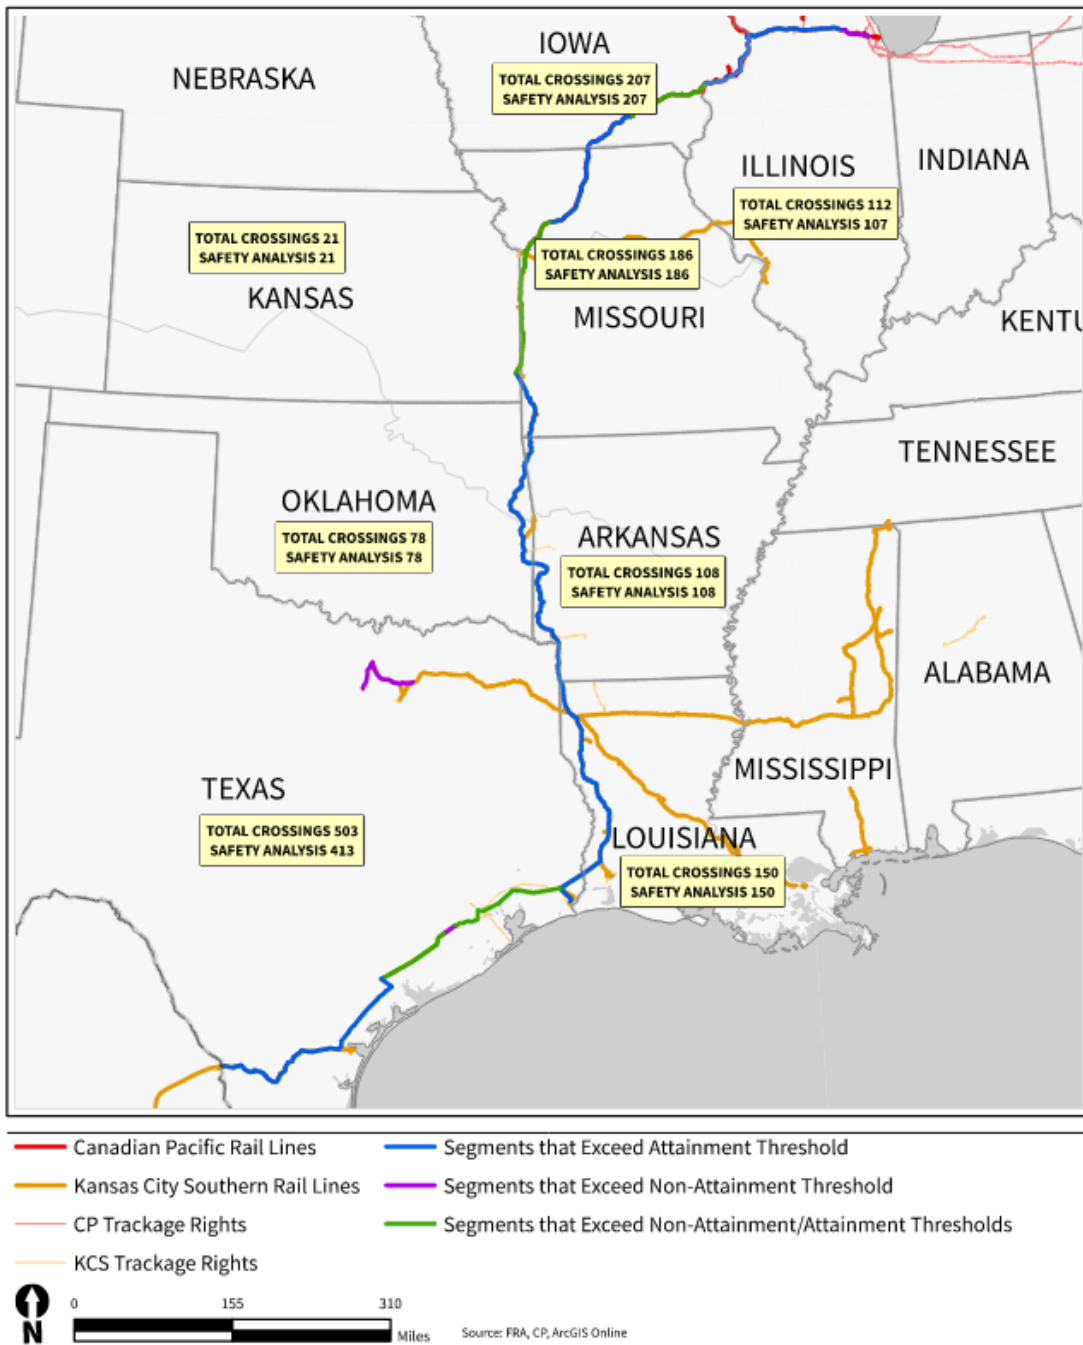 IOWA
TOTAL CROSSINGS 207
SAFETY ANALYSIS 207
NEBRASKA
ILLINOIS
INDIANA
TOTAL CROSSINGS 112
SAFETY ANALYSIS 107
TOTAL CROSSINGS 21
SAFETY ANALYSIS 21
TOTAL CROSSINGS 186
SAFETY ANALYSIS 186
KANSAS
MISSOURI
KENTU
TENNESSEE
OKLAHOMA
TOTAL CROSSINGS 78
SAFETY ANALYSIS 78
ARKANSAS
TOTAL CROSSINGS 108
SAFETY ANALYSIS 108
ALABAMA
MISSISSIPPI
TEXAS
TOTAL CROSSINGS 503
SAFETY ANALYSIS 413
LOUISIANA
TOTAL CROSSINGS 150
SAFETY ANALYSIS 150
Canadian Pacific Rail Lines
Kansas City Southern Rail Lines
CP Trackage Rights
KCS Trackage Rights
Segments that Exceed Attainment Threshold
Segments that Exceed Non-Attainment Threshold
Segments that Exceed Non-Attainment/Attainment Thresholds
N
0 155 310
Miles
Source: FRA, CP, ArcGIS Online